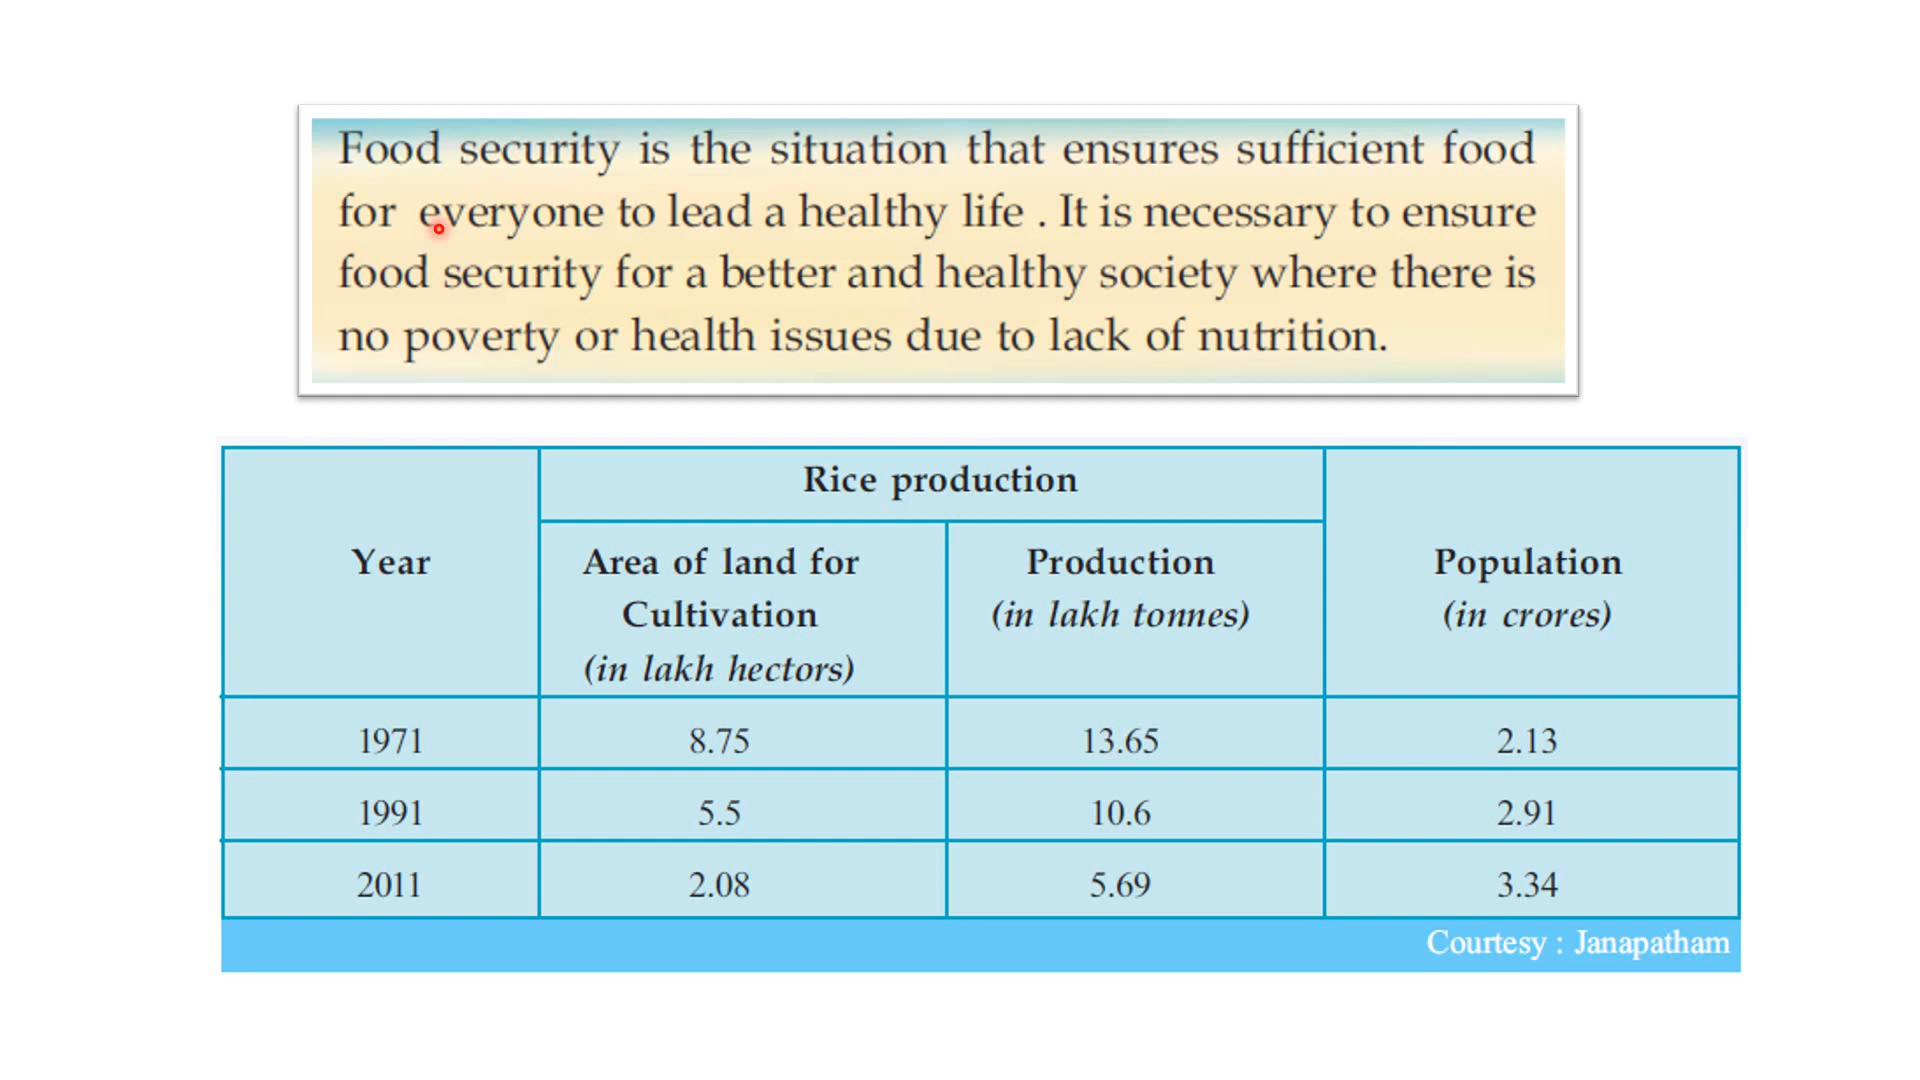 Food security is the situation that ensures sufficient food
for everyone to lead a healthy life . It is necessary to ensure
food security for a better and healthy society where there is
no poverty or health issues due to lack of nutrition.
Rice production
Year
Area of land for
Cultivation
(in lakh hectors)
Production
(in lakh tonnes)
Population
(in crores)
1971 8.75 13.65 2.13
1991 5.5 10.6 2.91
2011 2.08 5.69 3.34
Courtesy : Janapatham